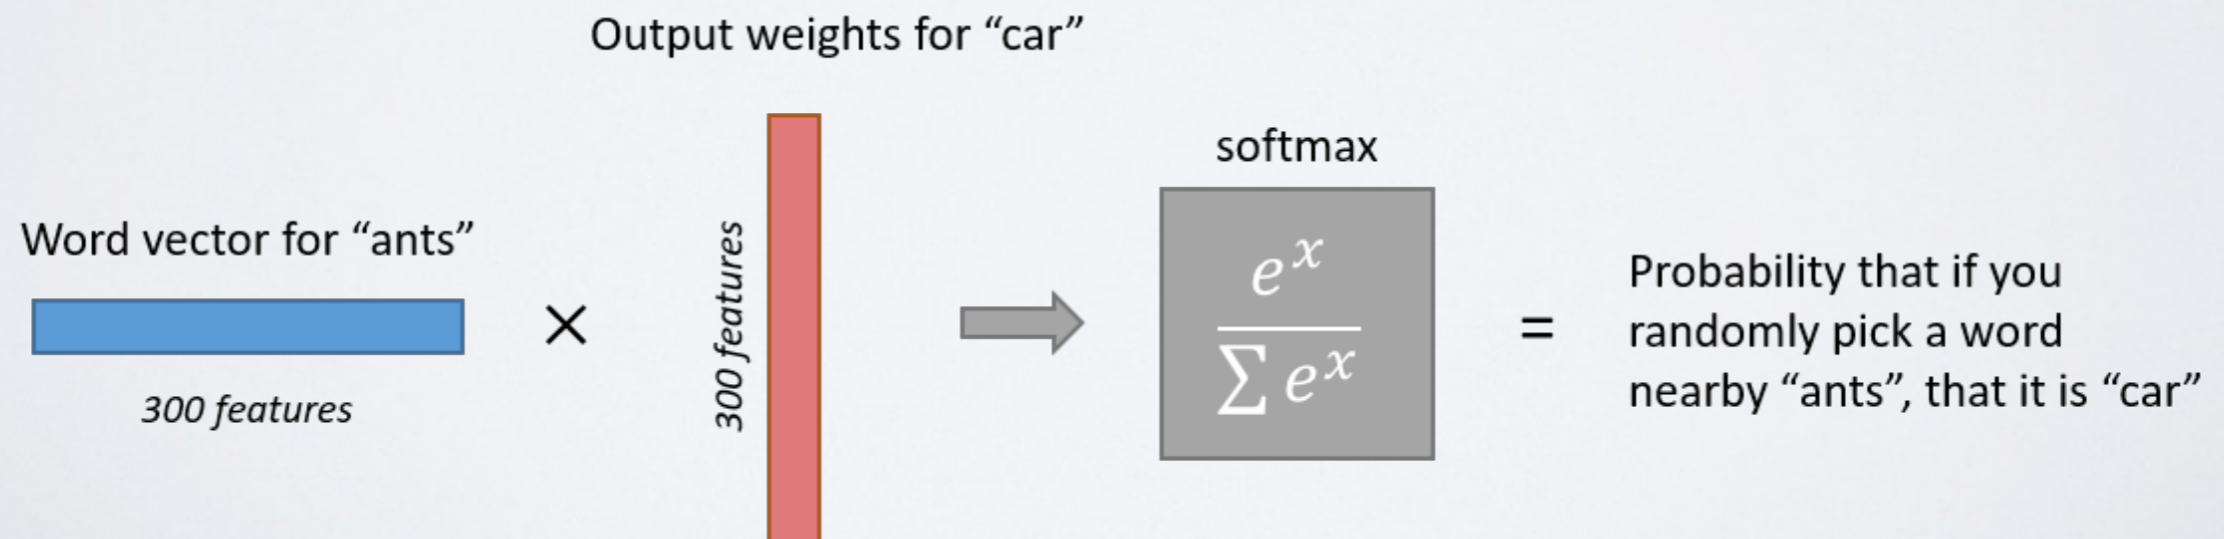 Output weights for “car”
softmax
Word vector for “ants”
300 features
×
300 features
e^x
∑ e^x
=
Probability that if you
randomly pick a word
nearby “ants”, that it is “car”